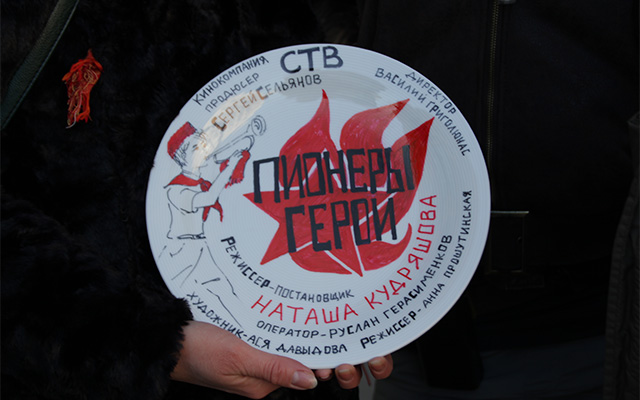 КИНОКОМПАНИЯ
СТВ
ПРОДЮСЕР
СЕРГЕЙ СЕЛЬЯНОВ
ДИРЕКТОР
ВАСИЛИЙ ГРИГОЛЮНАС
ПИОНЕРЫ
ГЕРОИ
РЕЖИССЕР-ПОСТАНОВЩИК
НАТАША КУДРЯШОВА
ОПЕРАТОР-РУСЛАН ГЕРАСИМЕНКОВ
ХУДОЖНИК-АСЯ ДАВЫДОВА
РЕЖИССЕР-АННА ПРОШУТИНСКАЯ